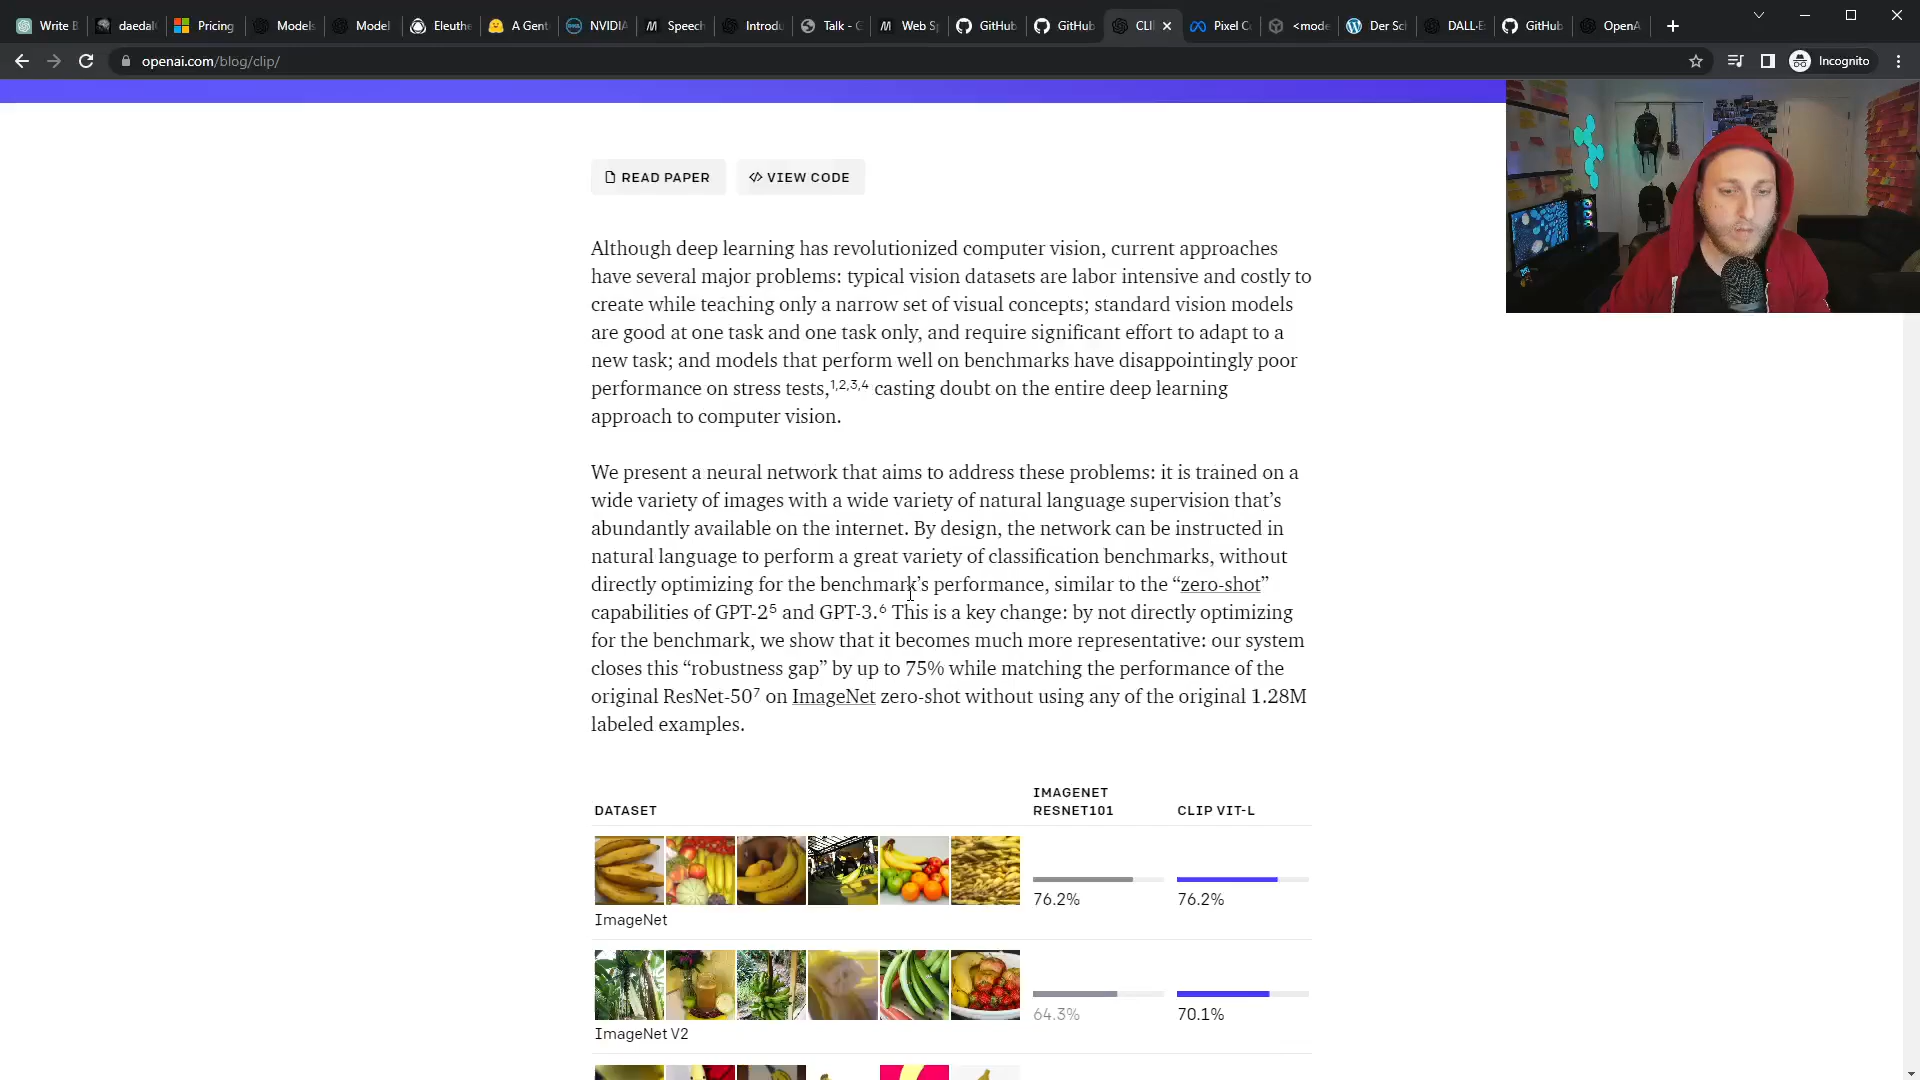 Write B
daedal
Pricing
Models
Model
Eleuthe
A Gent
NVIDIA
Speech
Introdu
Talk - G
Web Sp
GitHub
GitHub
CLI
Pixel Co
<mode
Der Sc
DALL·E
GitHub
OpenA
openai.com/blog/clip/
Incognito
READ PAPER
</> VIEW CODE
Although deep learning has revolutionized computer vision, current approaches
have several major problems: typical vision datasets are labor intensive and costly to
create while teaching only a narrow set of visual concepts; standard vision models
are good at one task and one task only, and require significant effort to adapt to a
new task; and models that perform well on benchmarks have disappointingly poor
performance on stress tests,1,2,3,4 casting doubt on the entire deep learning
approach to computer vision.
We present a neural network that aims to address these problems: it is trained on a
wide variety of images with a wide variety of natural language supervision that’s
abundantly available on the internet. By design, the network can be instructed in
natural language to perform a great variety of classification benchmarks, without
directly optimizing for the benchmark’s performance, similar to the “zero-shot”
capabilities of GPT-2⁵ and GPT-3.⁶ This is a key change: by not directly optimizing
for the benchmark, we show that it becomes much more representative: our system
closes this “robustness gap” by up to 75% while matching the performance of the
original ResNet-50⁷ on ImageNet zero-shot without using any of the original 1.28M
labeled examples.
DATASET
IMAGENET
RESNET101
CLIP VIT-L
76.2%
76.2%
ImageNet
64.3%
70.1%
ImageNet V2